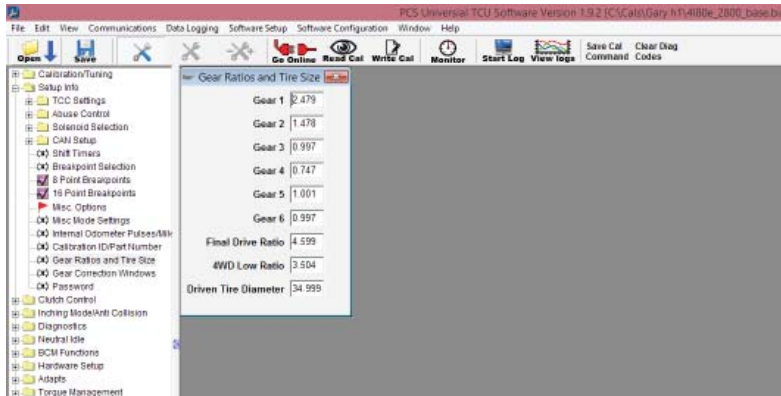 PCS Universal TCU Software Version 1.9.2 [C:\Cals\Gary h1\4l80e_2800_base.b
File Edit View Communications Data Logging Software Setup Software Configuration Window Help
Open Save Go Online Read Cal Write Cal Monitor Start Log View logs Save Cal Command Clear Diag Codes
Calibration/Tuning
Setup Info
TCC Settings
Abuse Control
Solenoid Selection
CAN Setup
(x) Shift Timers
(x) Breakpoint Selection
8 Point Breakpoints
16 Point Breakpoints
Misc. Options
(x) Misc Mode Settings
(x) Internal Odometer Pulses/Mile
(x) Calibration ID/Part Number
(x) Gear Ratios and Tire Size
(x) Gear Correction Windows
(x) Password
Clutch Control
Inching Mode/Anti Collision
Diagnostics
Neutral Idle
BCM Functions
Hardware Setup
Adapts
Torque Management
Gear Ratios and Tire Size
Gear 1 2.479
Gear 2 1.478
Gear 3 0.997
Gear 4 0.747
Gear 5 1.001
Gear 6 0.997
Final Drive Ratio 4.599
4WD Low Ratio 3.504
Driven Tire Diameter 34.999